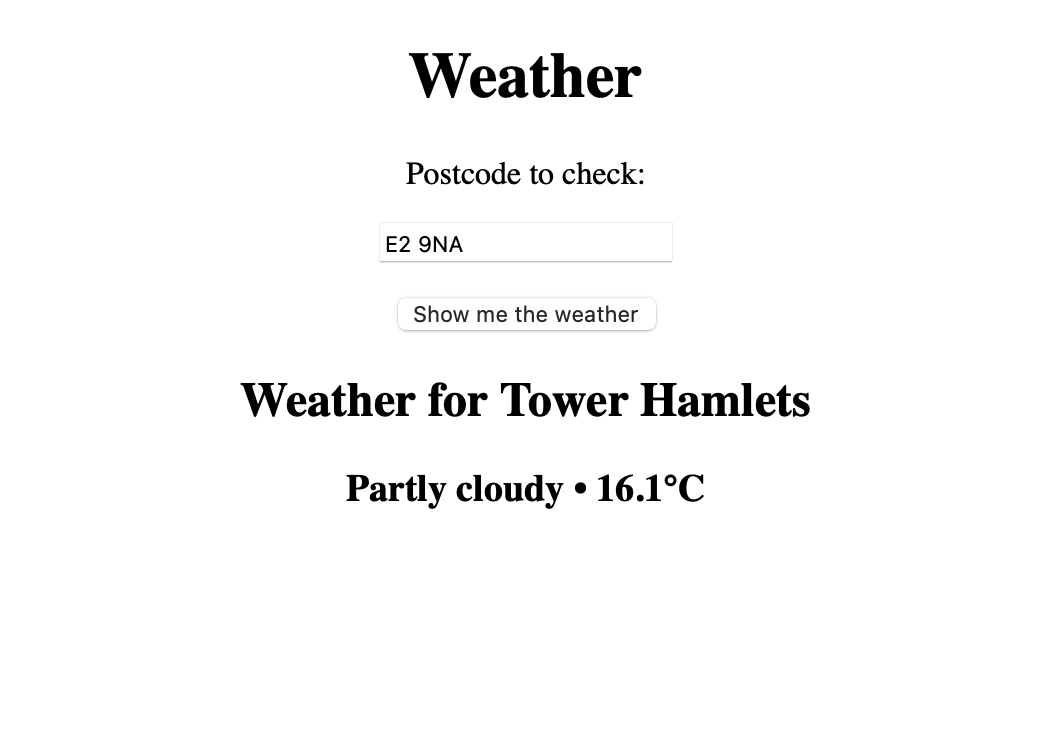 Weather
Postcode to check:
E2 9NA
Show me the weather
Weather for Tower Hamlets
Partly cloudy • 16.1°C